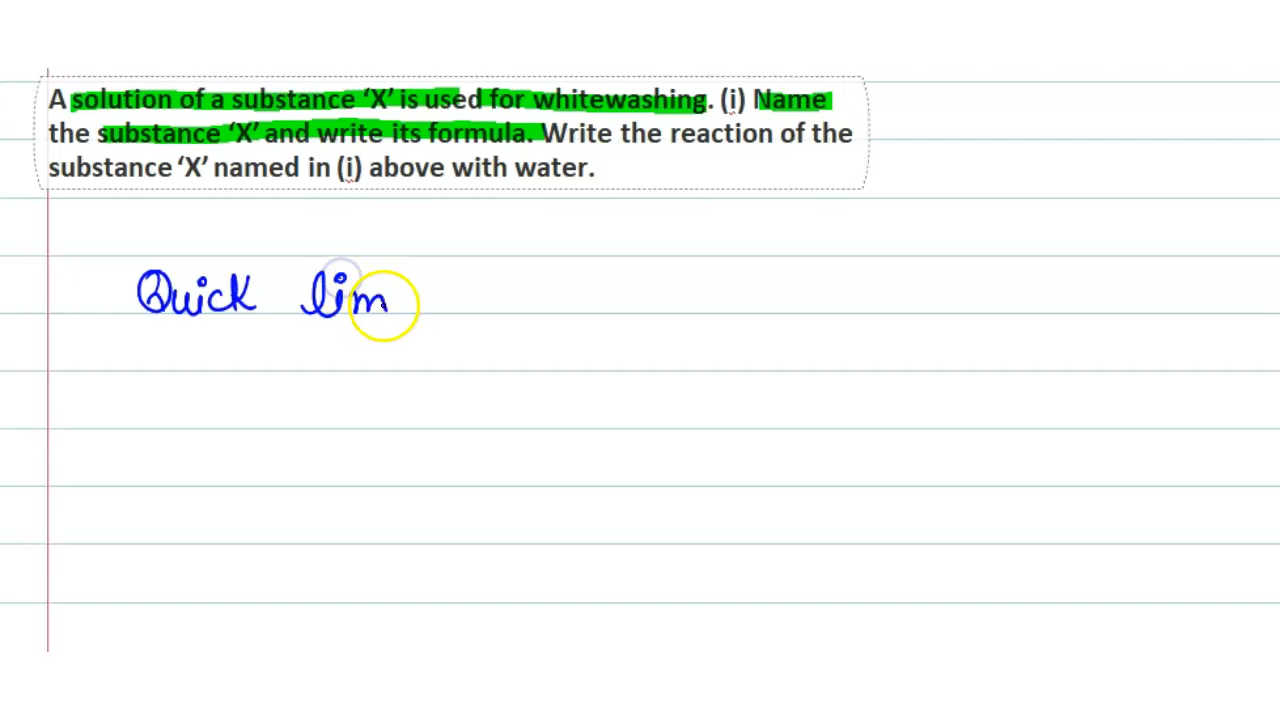 A solution of a substance ‘X’ is used for whitewashing. (i) Name
the substance ‘X’ and write its formula. Write the reaction of the
substance ‘X’ named in (i) above with water.
Quick lim